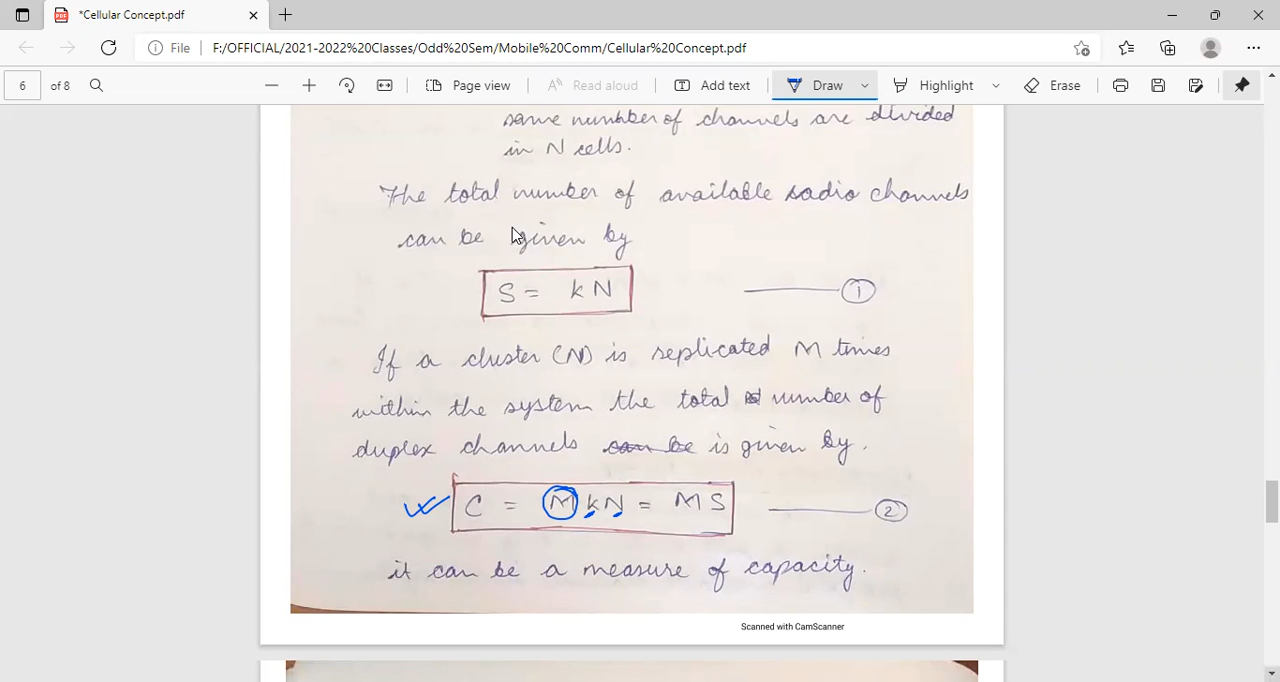 *Cellular Concept.pdf
File F:/OFFICIAL/2021-2022%20Classes/Odd%20Sem/Mobile%20Comm/Cellular%20Concept.pdf
6 of 8 Page view Read aloud Add text Draw Highlight Erase
same number of channels are divided
in N cells.
The total number of available radio channels
can be given by
S = kN ①
If a cluster (N) is replicated M times
within the system the total number of
duplex channels can be is given by.
C = M k N = M S ②
it can be a measure of capacity.
Scanned with CamScanner